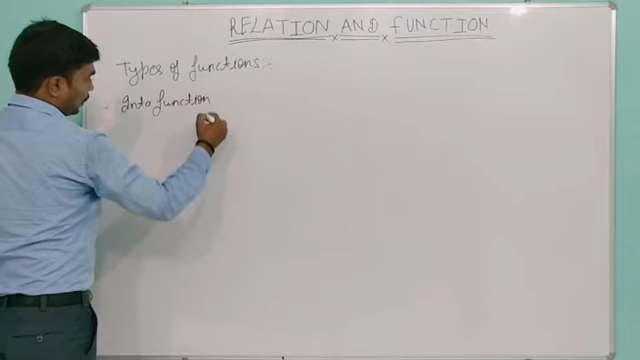 RELATION AND FUNCTION
Types of functions:-
Into function